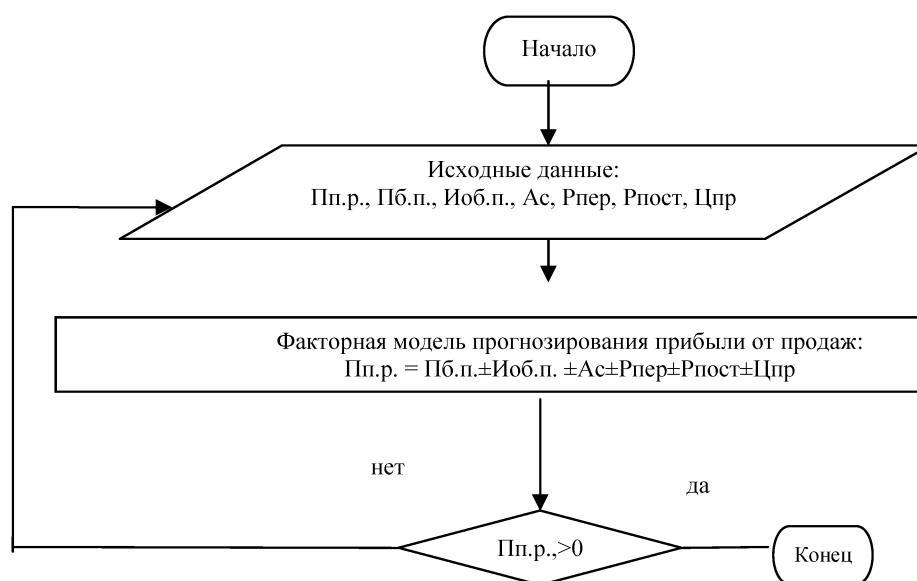 Начало
Исходные данные:
Пп.р., Пб.п., Иоб.п., Ас, Рпер, Рпост, Цпр
Факторная модель прогнозирования прибыли от продаж:
Пп.р. = Пб.п.±Иоб.п. ±Ас±Рпер±Рпост±Цпр
нет
да
Пп.р.,>0
Конец